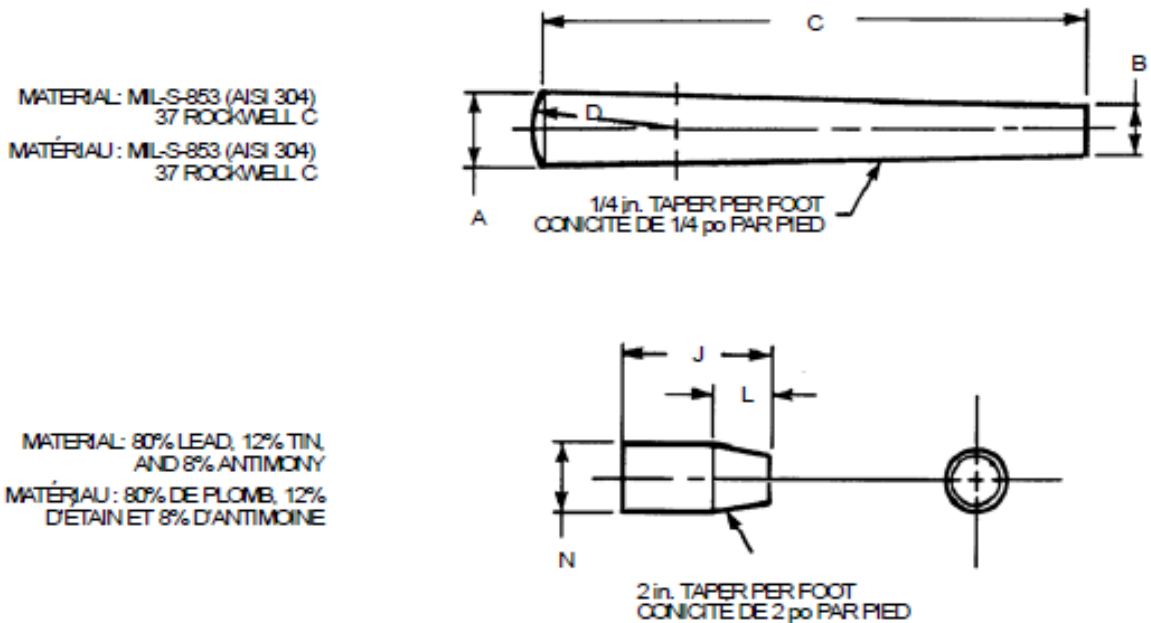 C
B
MATERIAL: MIL-S-853 (AISI 304)
37 ROCKWELL C
MATÉRIAU : MIL-S-853 (AISI 304)
37 ROCKWELL C
D
A
1/4 in. TAPER PER FOOT
CONICITÉ DE 1/4 po PAR PIED
J
L
MATERIAL: 80% LEAD, 12% TIN,
AND 8% ANTIMONY
MATÉRIAU : 80% DE PLOMB, 12%
D'ÉTAIN ET 8% D'ANTIMOINE
N
2 in. TAPER PER FOOT
CONICITÉ DE 2 po PAR PIED